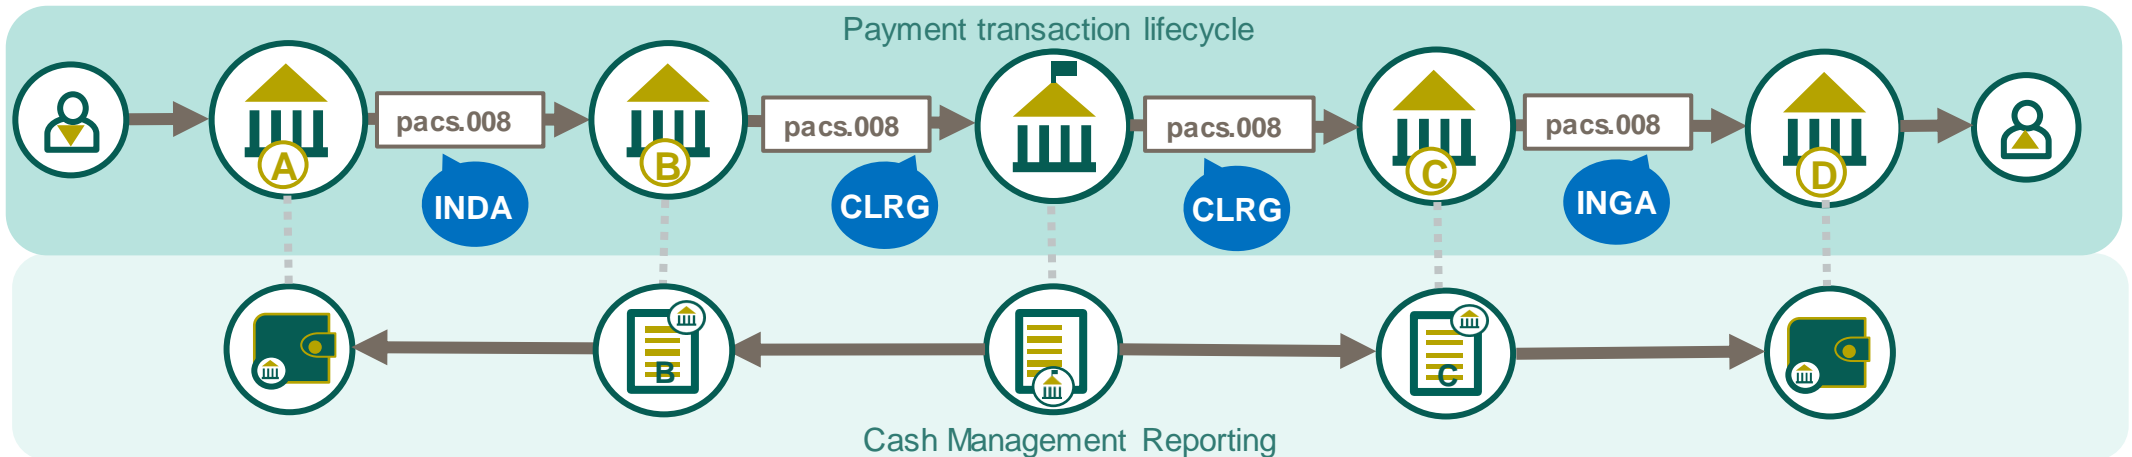 Payment transaction lifecycle
pacs.008
pacs.008
pacs.008
pacs.008
A
B
C
D
INDA
CLRG
CLRG
INGA
B
C
Cash Management Reporting